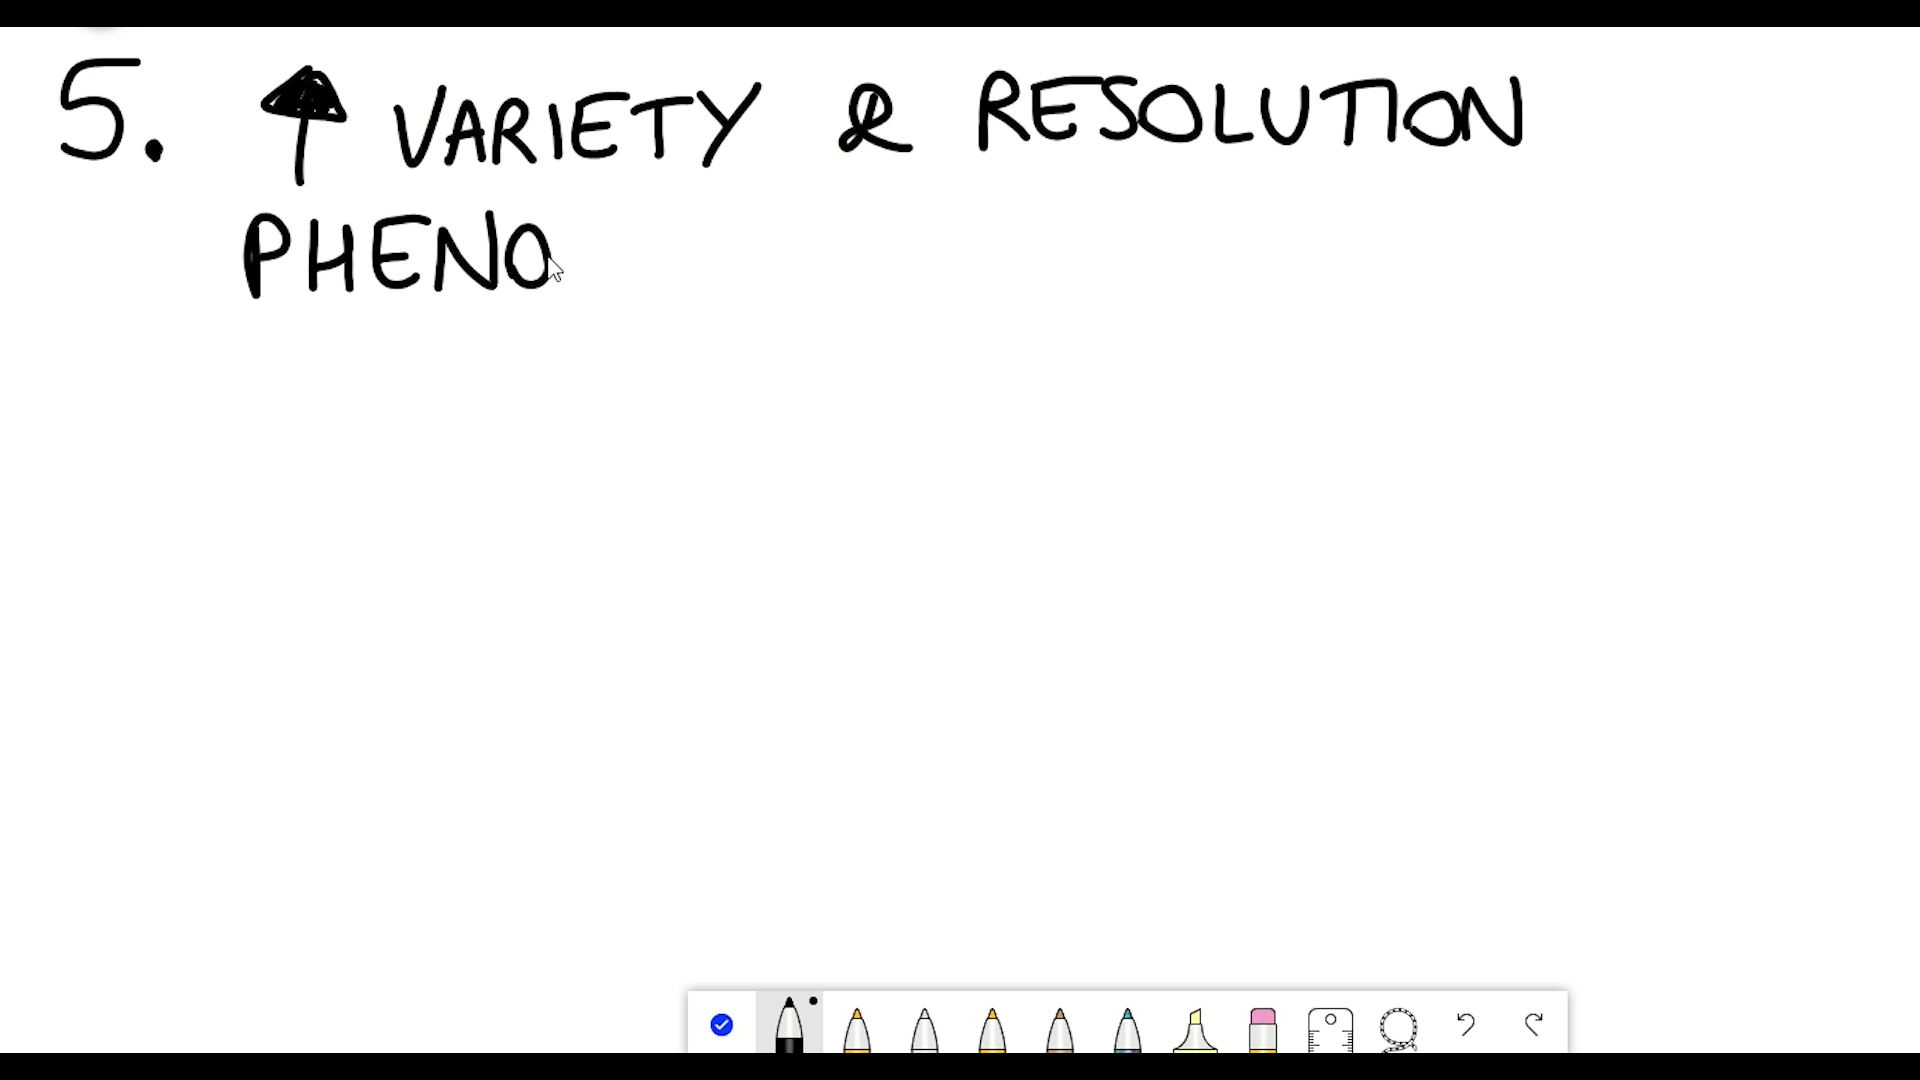 5. ↑ VARIETY & RESOLUTION
PHENO